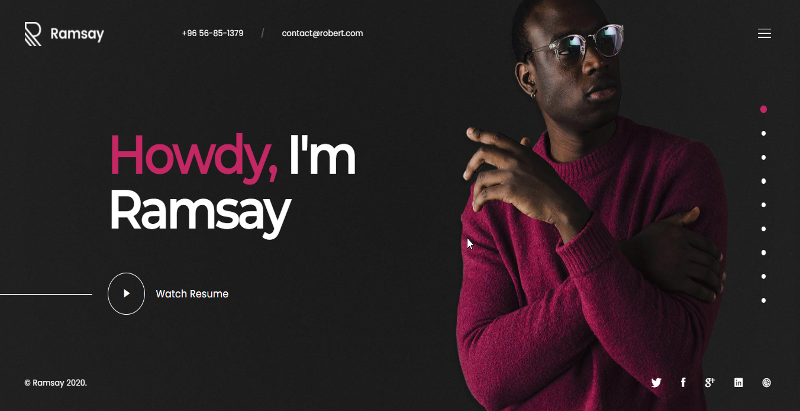 Ramsay
+96 56-85-1379 / contact@robert.com
Howdy, I'm
Ramsay
Watch Resume
© Ramsay 2020.